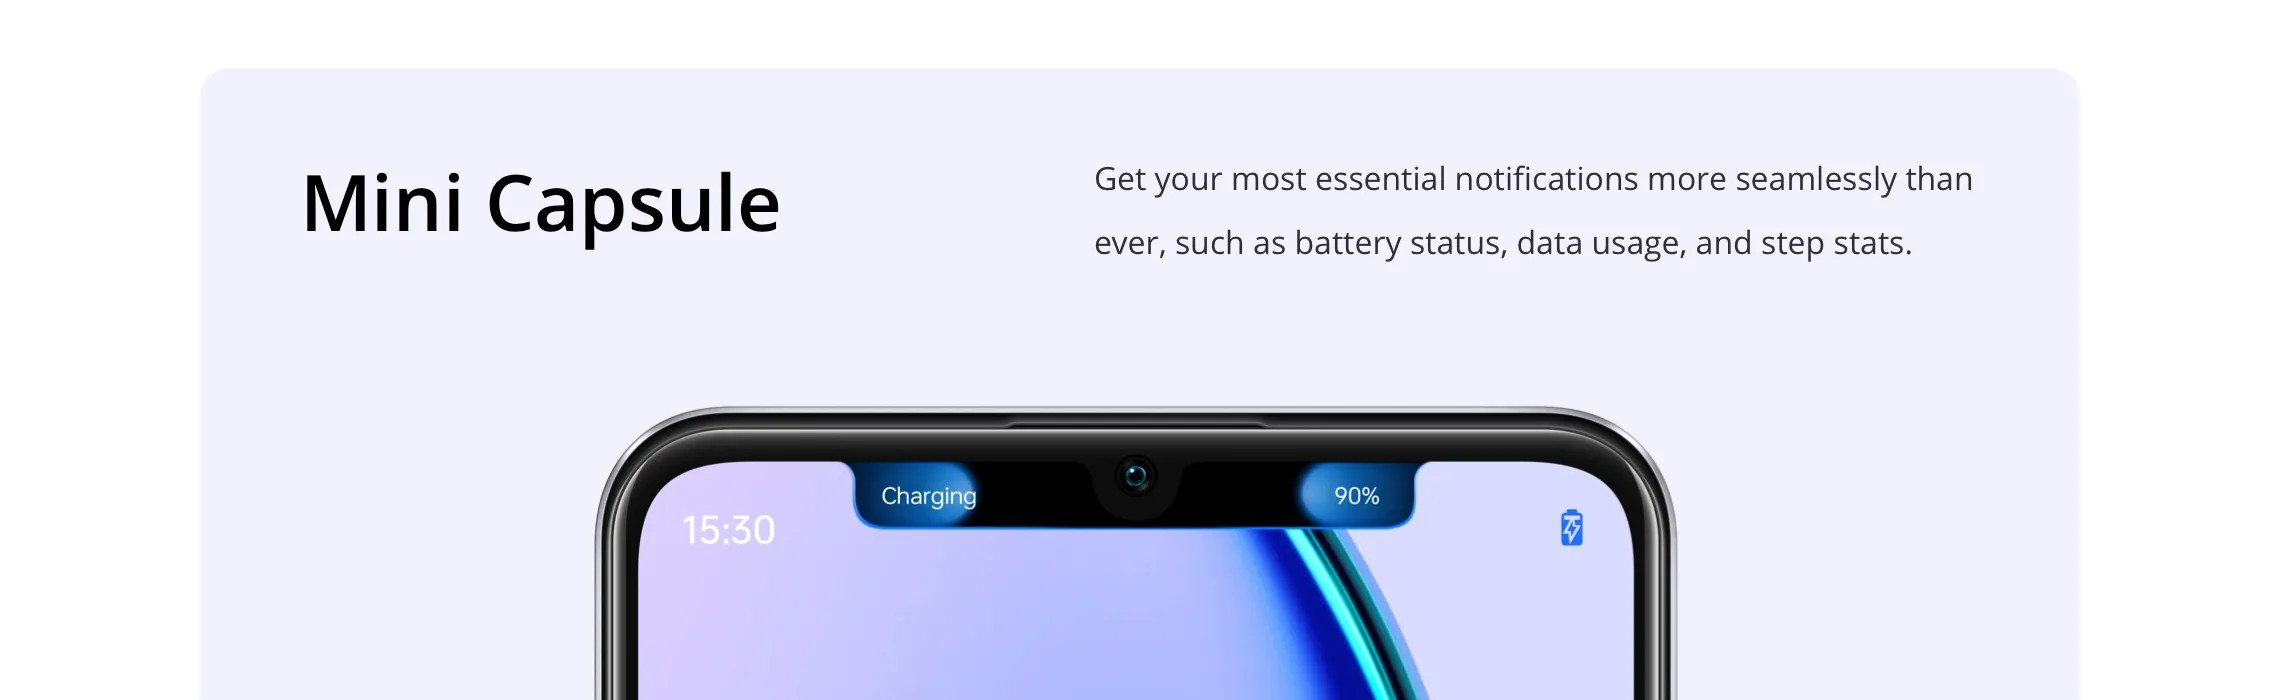 Mini Capsule
Get your most essential notifications more seamlessly than
ever, such as battery status, data usage, and step stats.
Charging
90%
15:30